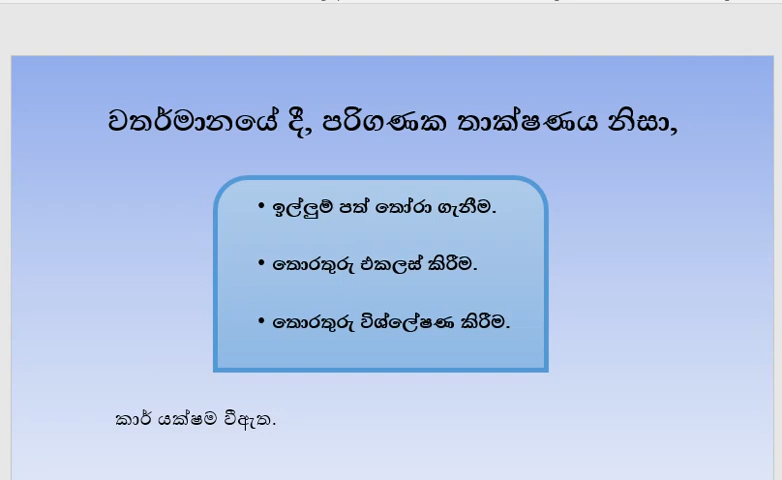 වතර්මානයේ දී, පරිගණක තාක්ෂණය නිසා,
• ඉල්ලුම් පත් තෝරා ගැනීම.
• තොරතුරු එකලස් කිරීම.
• තොරතුරු විශ්ලේෂණ කිරීම.
කාර් යක්ෂම වීඇත.